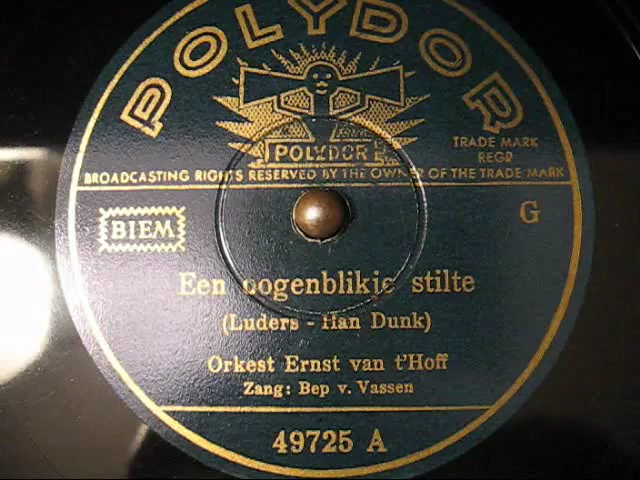 POLYDOR
POLYDOR
TRADE MARK
REGD
BROADCASTING RIGHTS RESERVED BY THE OWNER OF THE TRADE MARK
BIEM
G
Een oogenblikje stilte
(Luders - Han Dunk)
Orkest Ernst van t'Hoff
Zang: Bep v. Vassen
49725 A